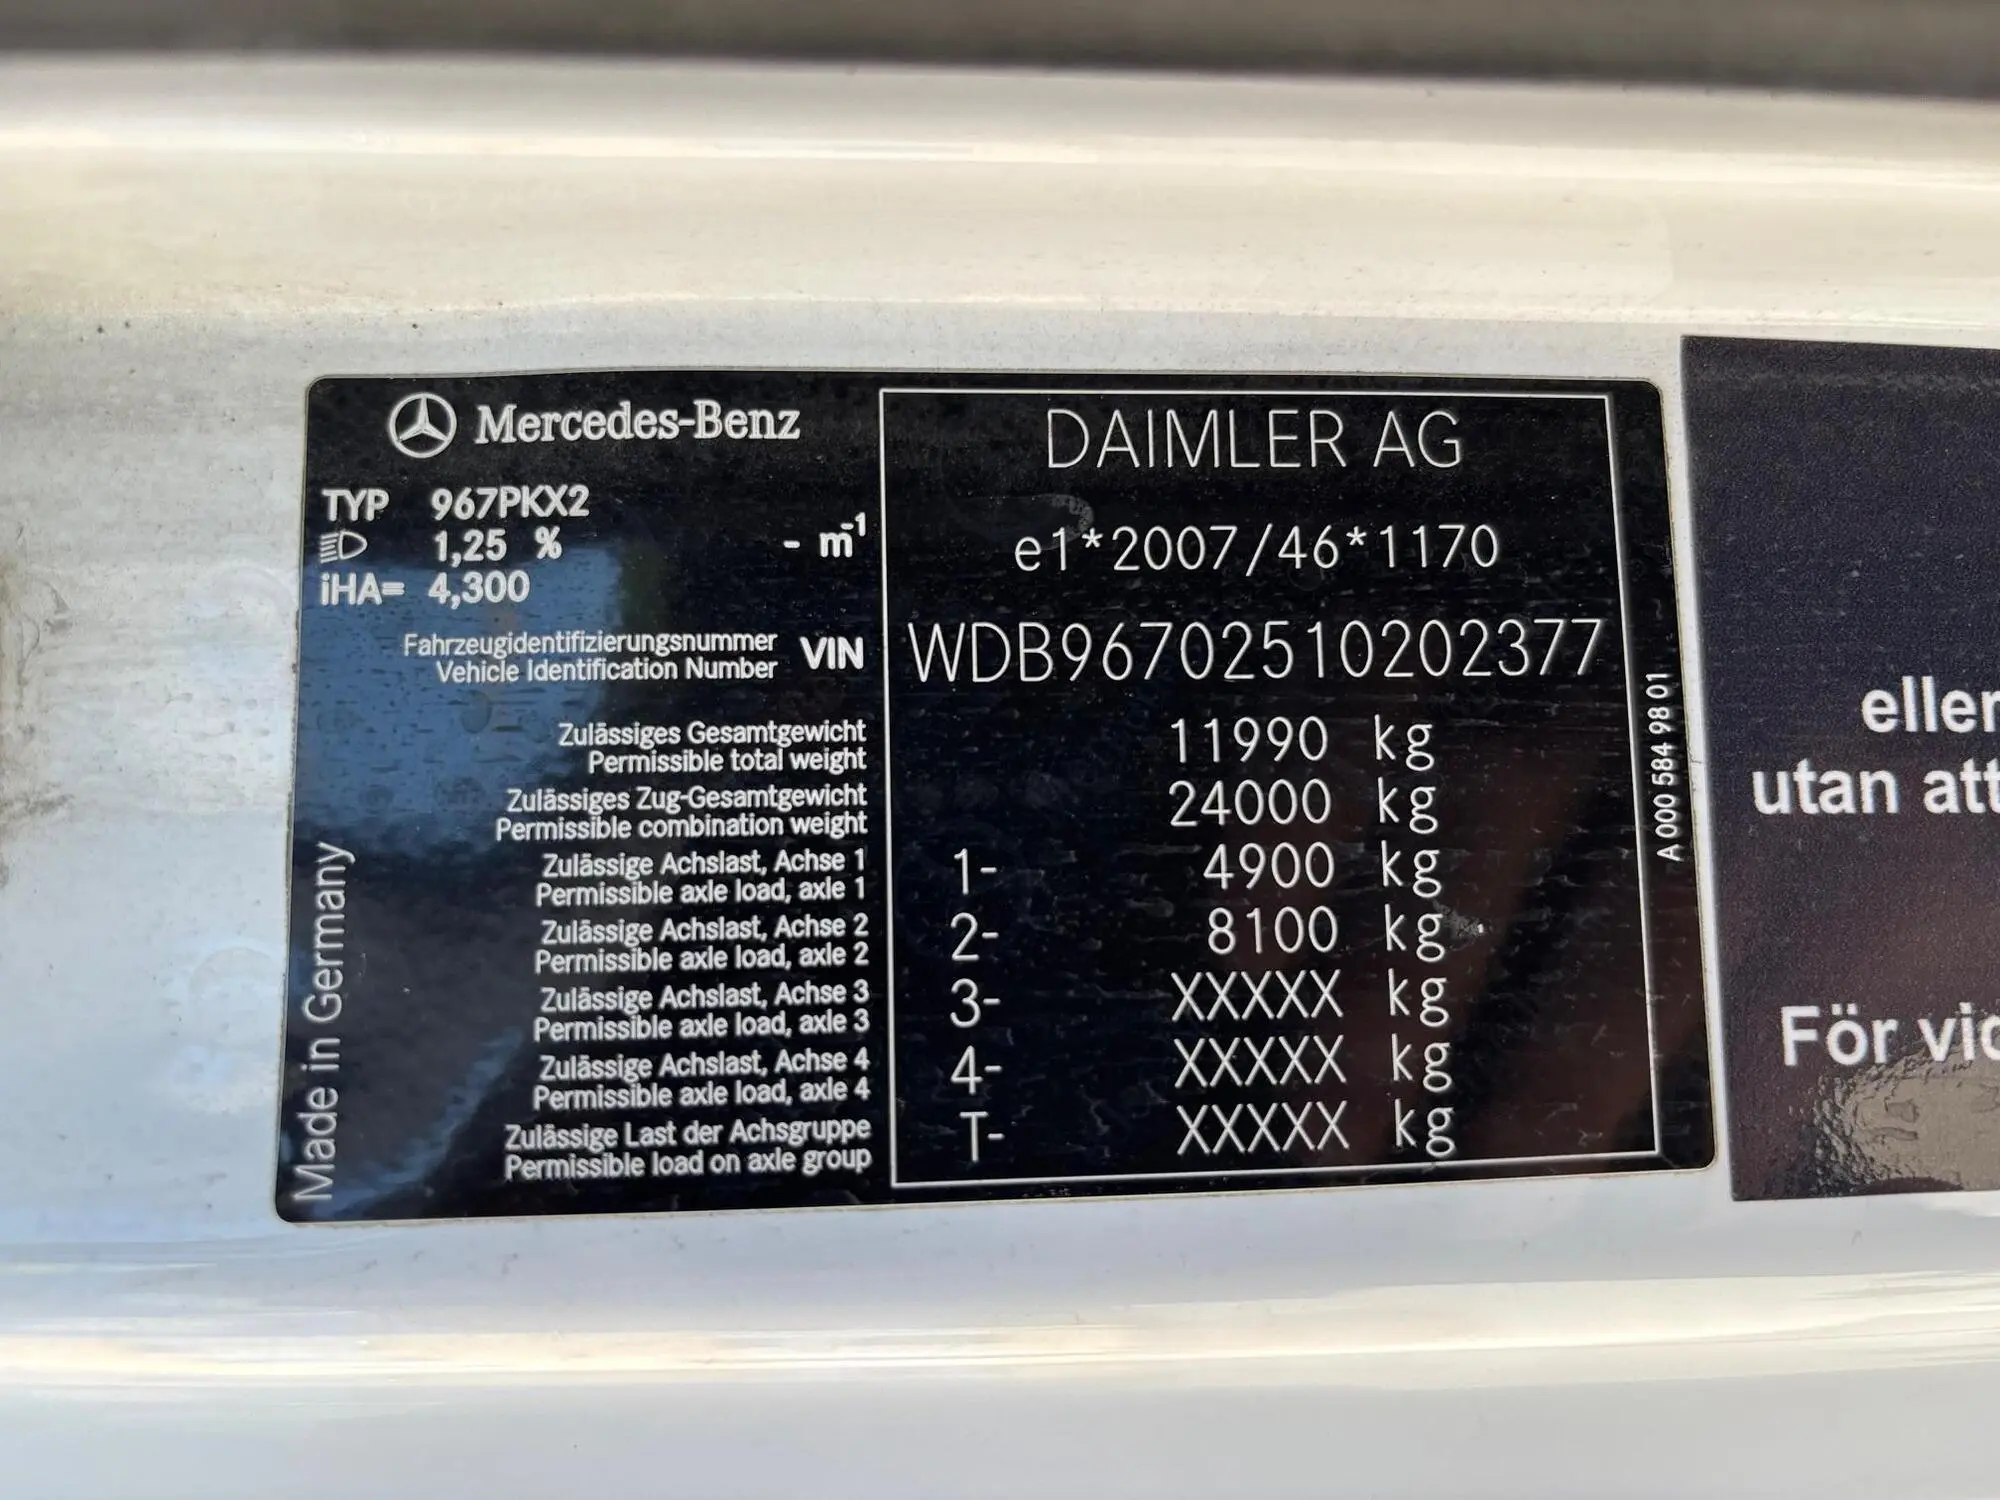 Mercedes-Benz
TYP 967PKX2
1,25 % - m-1
iHA= 4,300
DAIMLER AG
e1*2007/46*1170
Fahrzeugidentifizierungsnummer
Vehicle Identification Number
VIN WDB96702510202377
Zulässiges Gesamtgewicht
Permissible total weight
11990 kg
Zulässiges Zug-Gesamtgewicht
Permissible combination weight
24000 kg
Zulässige Achslast, Achse 1
Permissible axle load, axle 1
1- 4900 kg
Zulässige Achslast, Achse 2
Permissible axle load, axle 2
2- 8100 kg
Zulässige Achslast, Achse 3
Permissible axle load, axle 3
3- XXXXX kg
Zulässige Achslast, Achse 4
Permissible axle load, axle 4
4- XXXXX kg
Zulässige Last der Achsgruppe
Permissible load on axle group
T- XXXXX kg
Made in Germany
A 000 584 98 01
eller
utan att
För vid